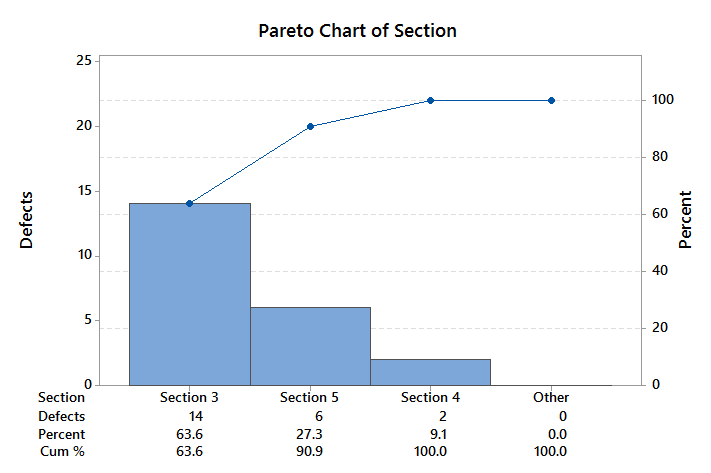 Pareto Chart of Section
25
20
15
10
5
0
Defects
100
80
60
40
20
0
Percent
Section Section 3 Section 5 Section 4 Other
Defects 14 6 2 0
Percent 63.6 27.3 9.1 0.0
Cum % 63.6 90.9 100.0 100.0